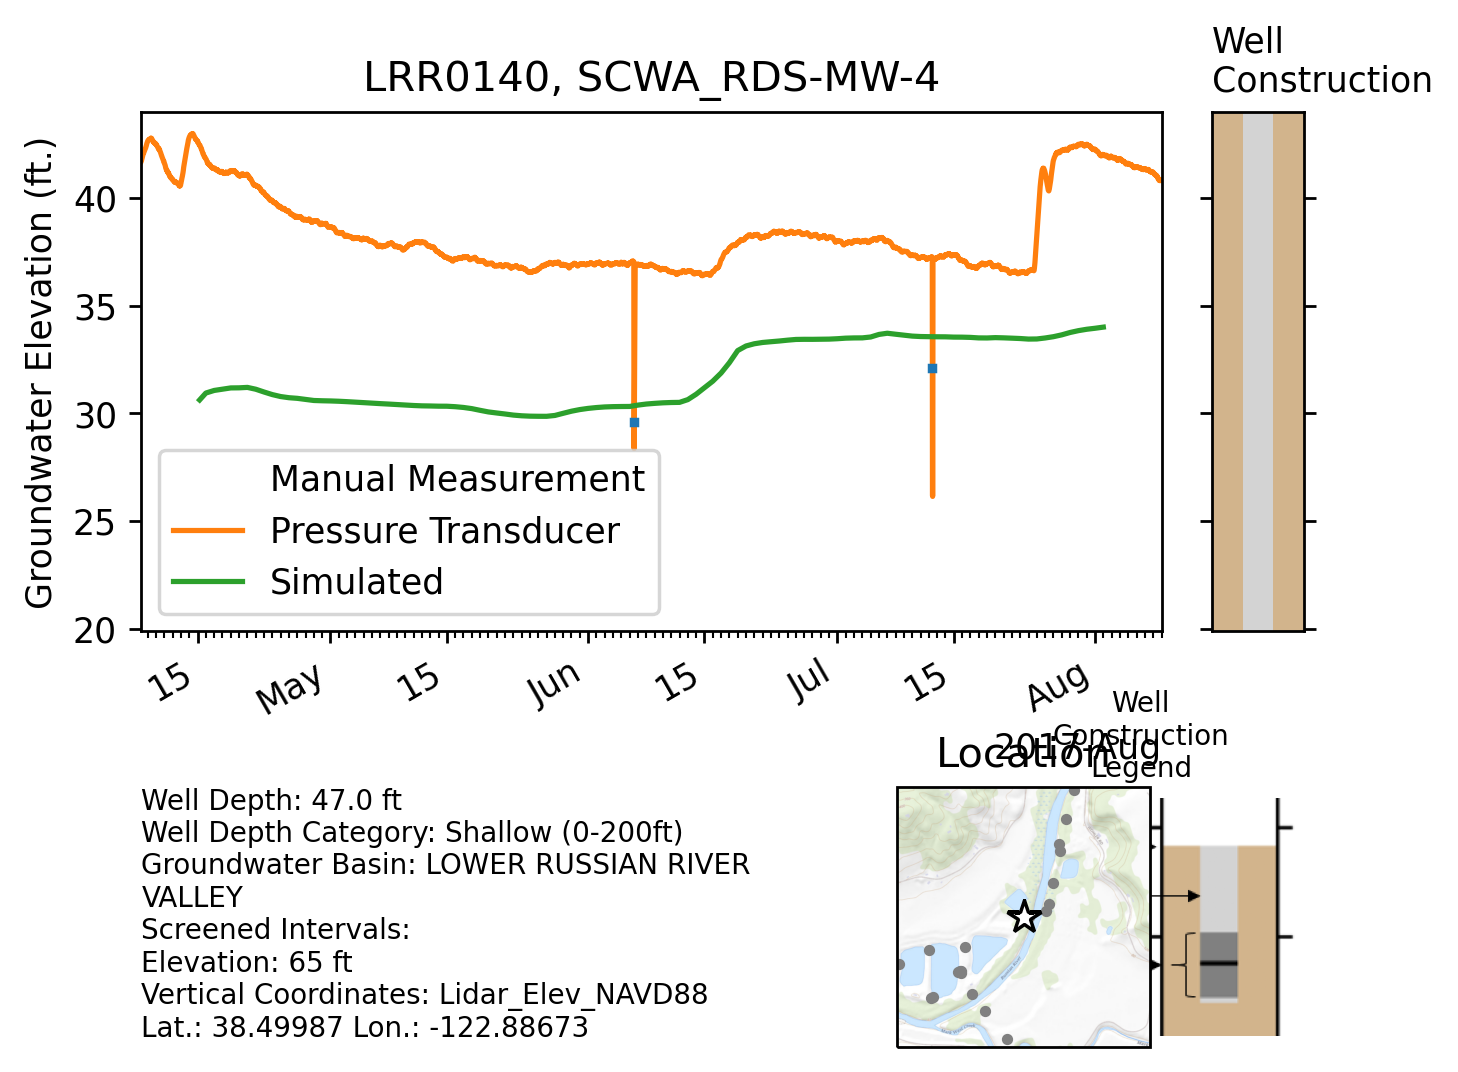 Well
Construction
LRR0140, SCWA_RDS-MW-4
Groundwater Elevation (ft.)
40
35
30
25
20
Manual Measurement
Pressure Transducer
Simulated
15
May
15
Jun
15
Jul
15
Aug
2017-Aug
Well
Construction
Legend
Location
Well Depth: 47.0 ft
Well Depth Category: Shallow (0-200ft)
Groundwater Basin: LOWER RUSSIAN RIVER
VALLEY
Screened Intervals:
Elevation: 65 ft
Vertical Coordinates: Lidar_Elev_NAVD88
Lat.: 38.49987 Lon.: -122.88673